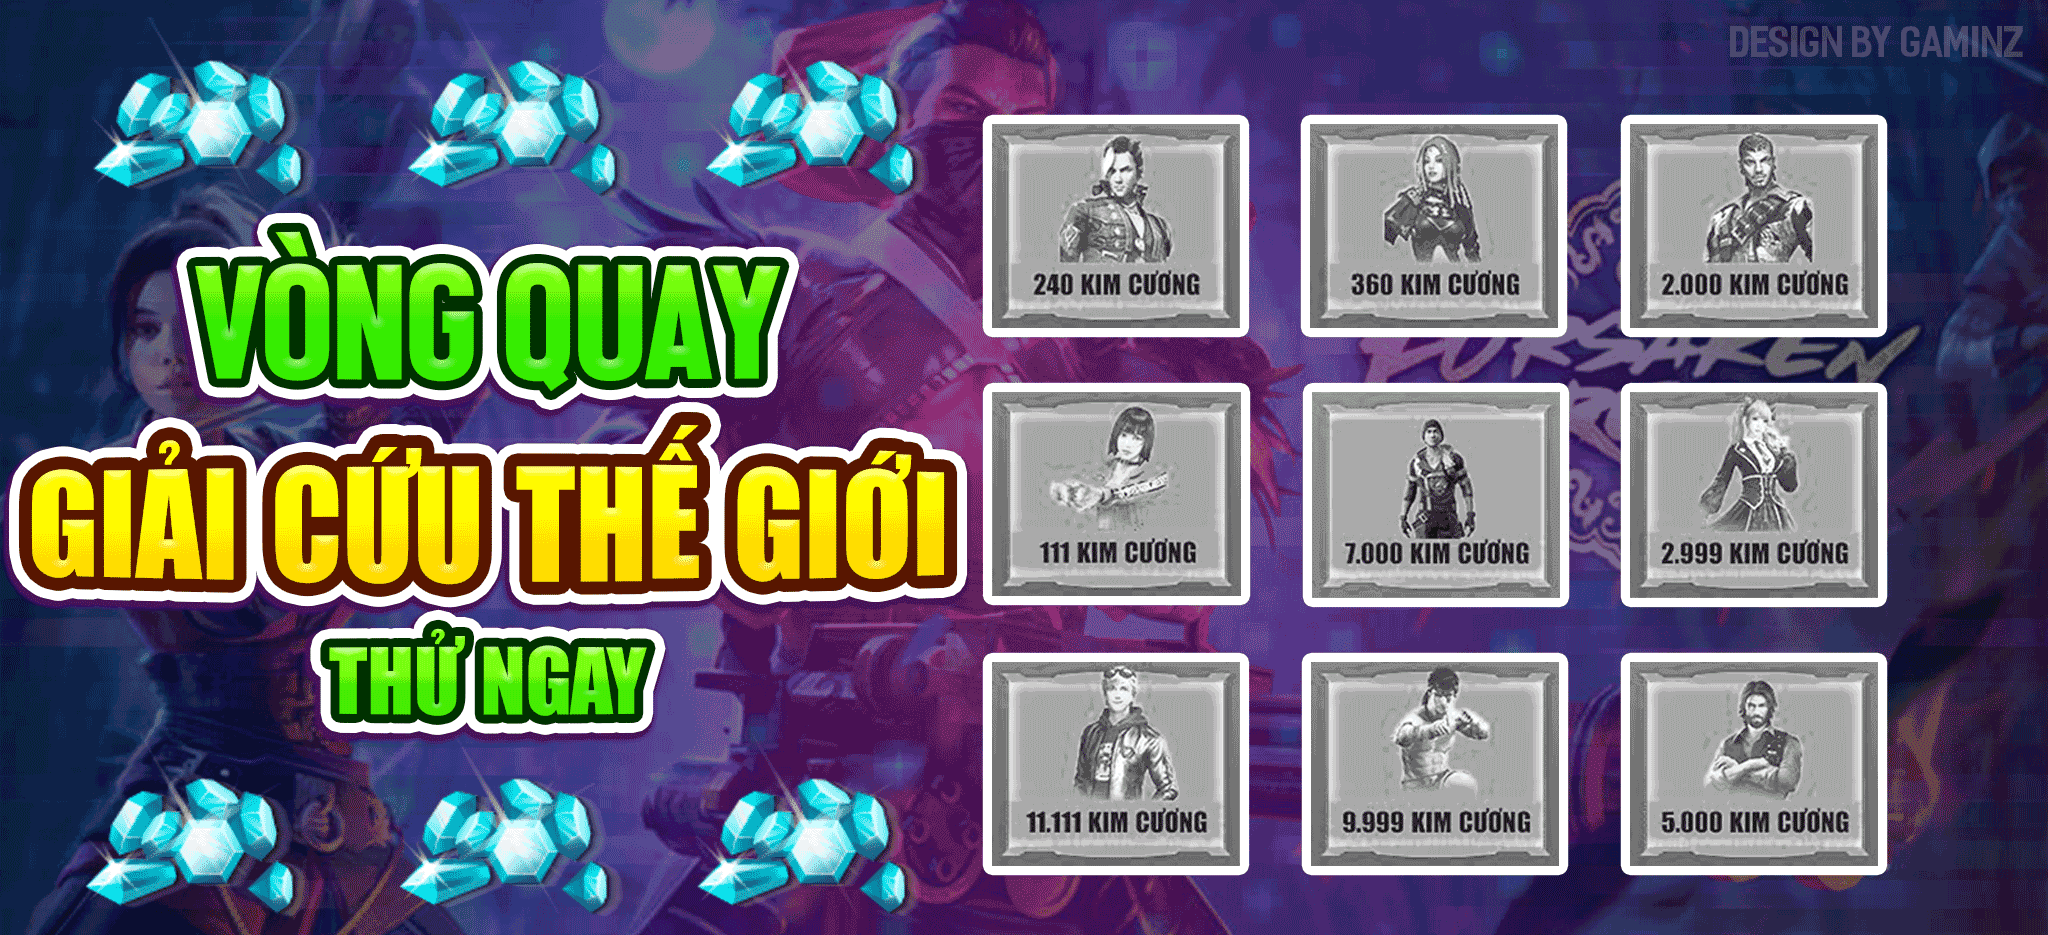 DESIGN BY GAMINZ
VÒNG QUAY
GIẢI CỨU THẾ GIỚI
THỬ NGAY
240 KIM CƯƠNG
360 KIM CƯƠNG
2.000 KIM CƯƠNG
111 KIM CƯƠNG
7.000 KIM CƯƠNG
2.999 KIM CƯƠNG
11.111 KIM CƯƠNG
9.999 KIM CƯƠNG
5.000 KIM CƯƠNG
FORSAKEN